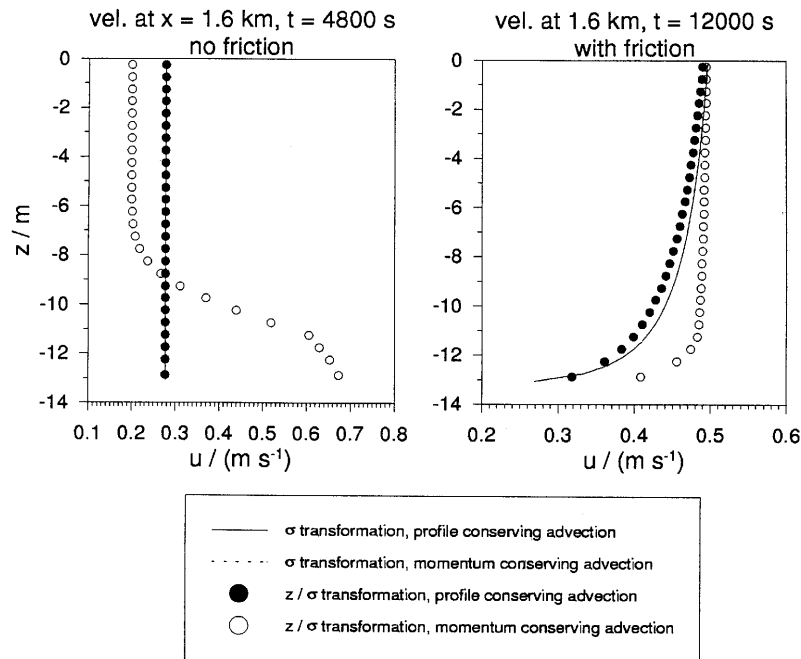 vel. at x = 1.6 km, t = 4800 s
no friction
vel. at 1.6 km, t = 12000 s
with friction
0
-2
-4
-6
-8
-10
-12
-14
z / m
0.1 0.2 0.3 0.4 0.5 0.6 0.7 0.8
u / (m s⁻¹)
0
-2
-4
-6
-8
-10
-12
-14
0.2 0.3 0.4 0.5 0.6
u / (m s⁻¹)
σ transformation, profile conserving advection
σ transformation, momentum conserving advection
z / σ transformation, profile conserving advection
z / σ transformation, momentum conserving advection